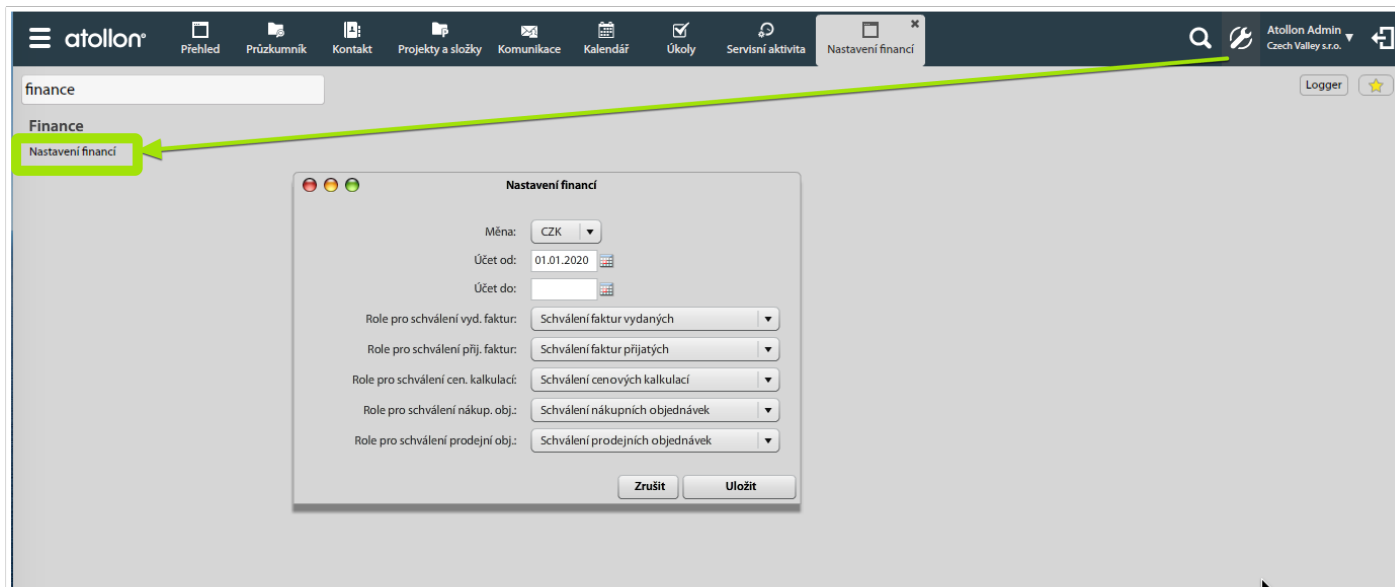 atollon
Přehled
Průzkumník
Kontakt
Projekty a složky
Komunikace
Kalendář
Úkoly
Servisní aktivita
Nastavení financí
Atollon Admin
Czech Valley s.r.o.
finance
Logger
Finance
Nastavení financí
Nastavení financí
Měna: CZK
Účet od: 01.01.2020
Účet do:
Role pro schválení vyd. faktur: Schválení faktur vydaných
Role pro schválení přij. faktur: Schválení faktur přijatých
Role pro schválení cen. kalkulací: Schválení cenových kalkulací
Role pro schválení nákup. obj.: Schválení nákupních objednávek
Role pro schválení prodejní obj.: Schválení prodejních objednávek
Zrušit Uložit